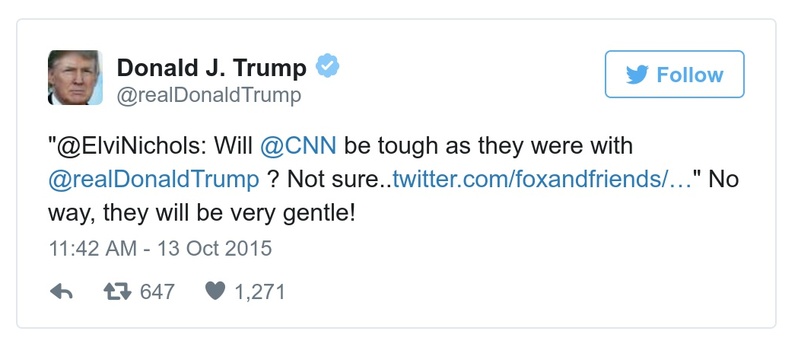 Donald J. Trump
@realDonaldTrump
Follow
"@ElviNichols: Will @CNN be tough as they were with
@realDonaldTrump ? Not sure..twitter.com/foxandfriends/…" No
way, they will be very gentle!
11:42 AM - 13 Oct 2015
647 1,271